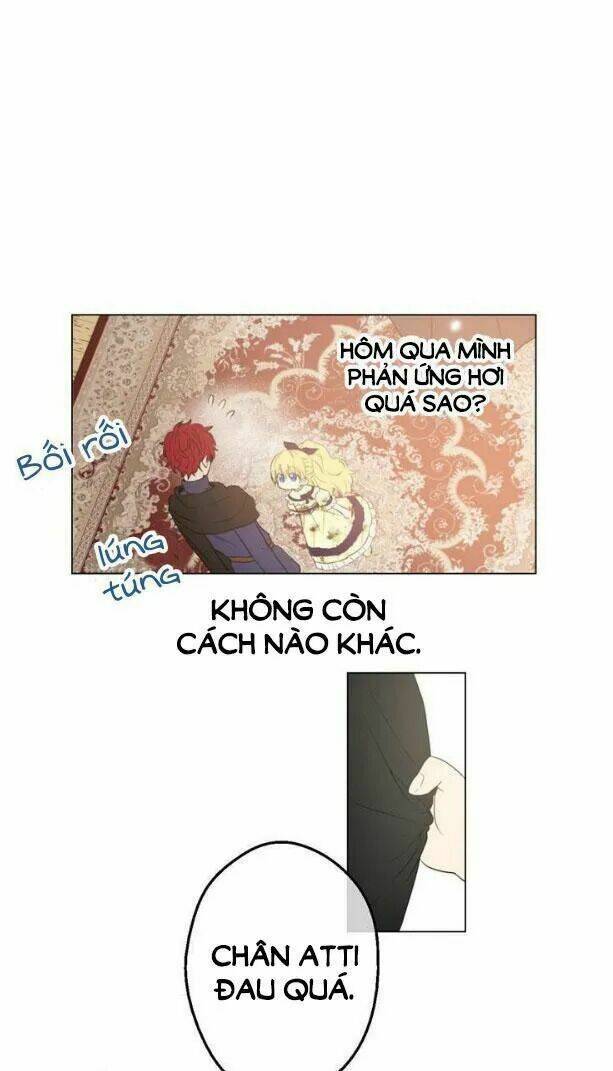 HÔM QUA MÌNH
PHẢN ỨNG HƠI
QUÁ SAO?
Bối rối
lúng
túng
KHÔNG CÒN
CÁCH NÀO KHÁC.
CHÂN ATTI
ĐAU QUÁ.